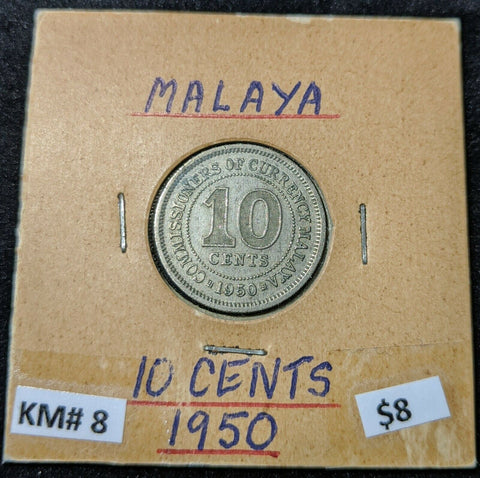 MALAYA
COMMISSIONERS OF CURRENCY MALAYA
10
CENTS
1950
10 CENTS
KM# 8
$8
1950